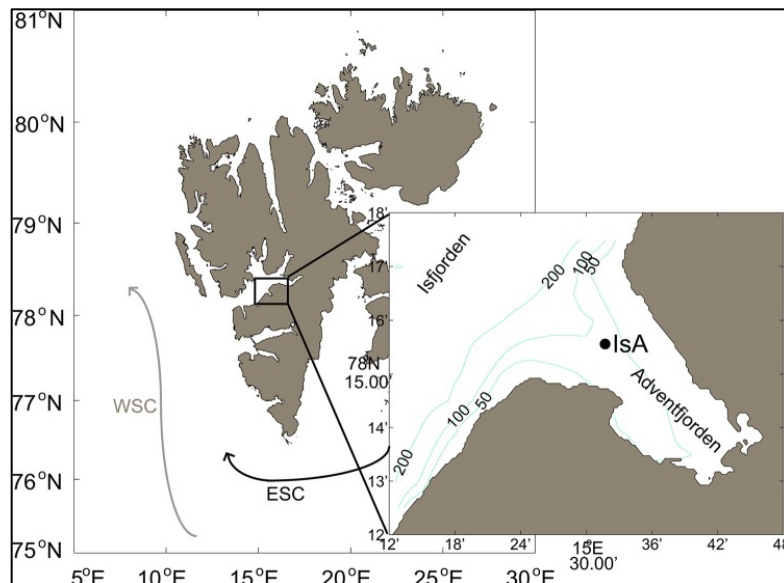 81°N
80°N
79°N
78°N
77°N
76°N
75°N
5°E
10°E
15°E
20°E
25°E
30°E
WSC
ESC
18'
17'
16'
78N
15.00'
14'
13'
12'
12'
18'
24'
15E
30.00'
36'
42'
48
Isfjorden
200
100
50
IsA
Adventfjorden
50
100
200